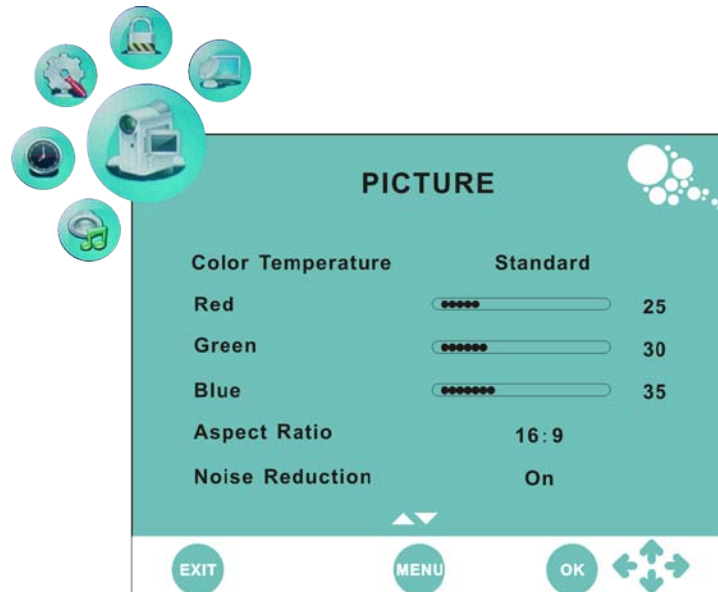 PICTURE
Color Temperature Standard
Red 25
Green 30
Blue 35
Aspect Ratio 16:9
Noise Reduction On
EXIT MENU OK